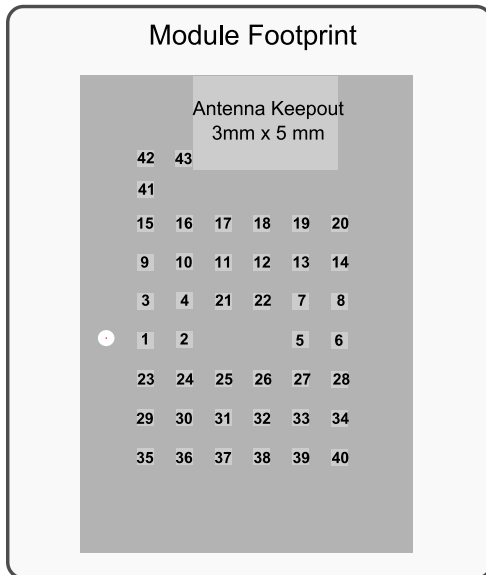 Module Footprint
Antenna Keepout
3mm x 5 mm
42 43
41
15 16 17 18 19 20
9 10 11 12 13 14
3 4 21 22 7 8
1 2 5 6
23 24 25 26 27 28
29 30 31 32 33 34
35 36 37 38 39 40